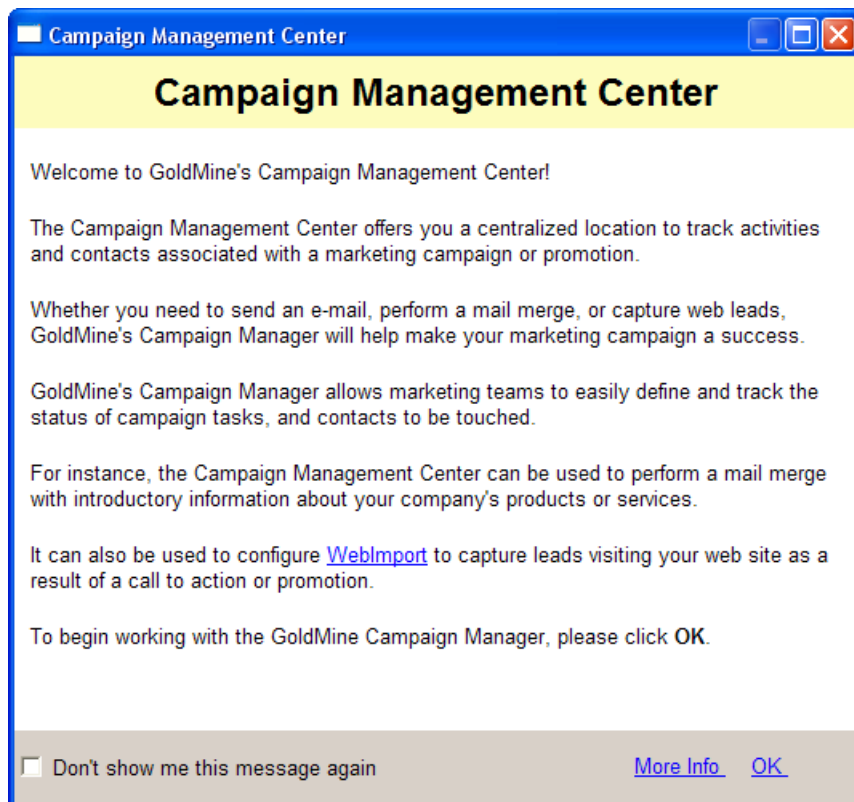 Campaign Management Center
Campaign Management Center
Welcome to GoldMine's Campaign Management Center!
The Campaign Management Center offers you a centralized location to track activities
and contacts associated with a marketing campaign or promotion.
Whether you need to send an e-mail, perform a mail merge, or capture web leads,
GoldMine's Campaign Manager will help make your marketing campaign a success.
GoldMine's Campaign Manager allows marketing teams to easily define and track the
status of campaign tasks, and contacts to be touched.
For instance, the Campaign Management Center can be used to perform a mail merge
with introductory information about your company's products or services.
It can also be used to configure WebImport to capture leads visiting your web site as a
result of a call to action or promotion.
To begin working with the GoldMine Campaign Manager, please click OK.
Don't show me this message again More Info OK